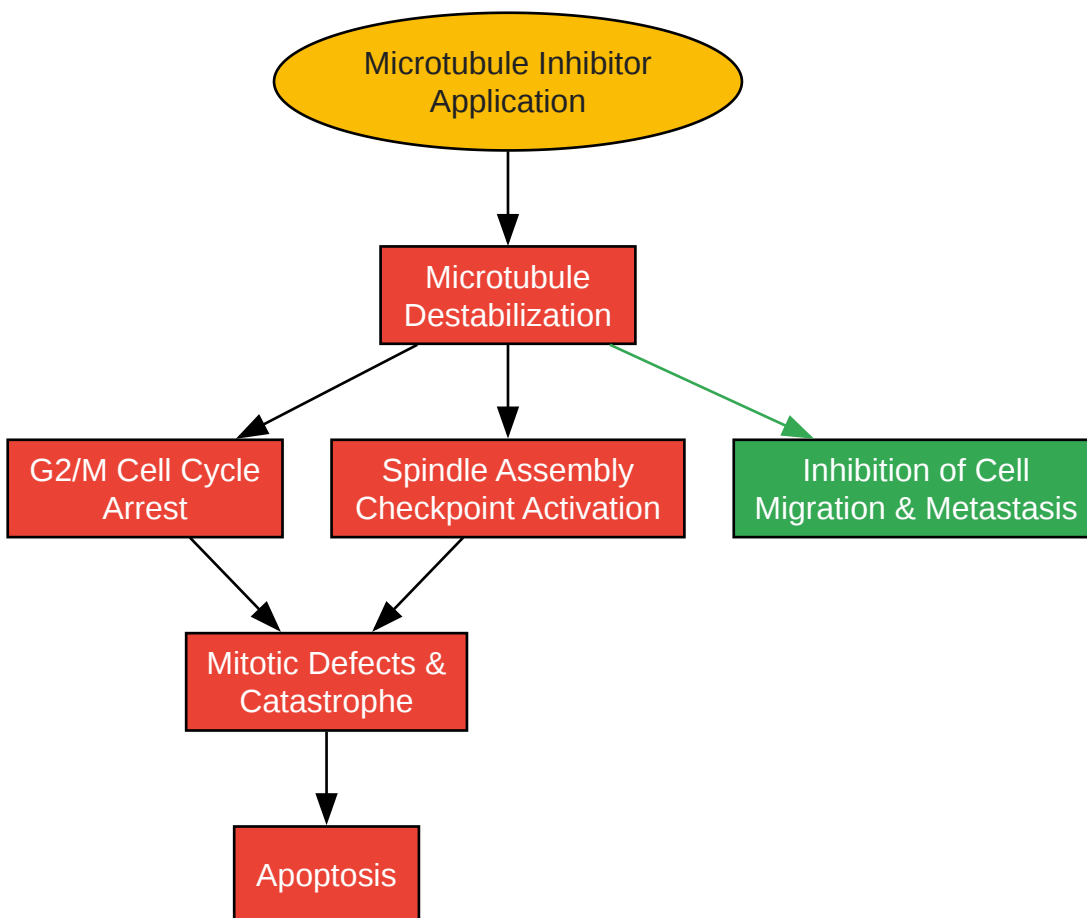 Microtubule Inhibitor
Application
Microtubule
Destabilization
G2/M Cell Cycle
Arrest
Spindle Assembly
Checkpoint Activation
Inhibition of Cell
Migration & Metastasis
Mitotic Defects &
Catastrophe
Apoptosis